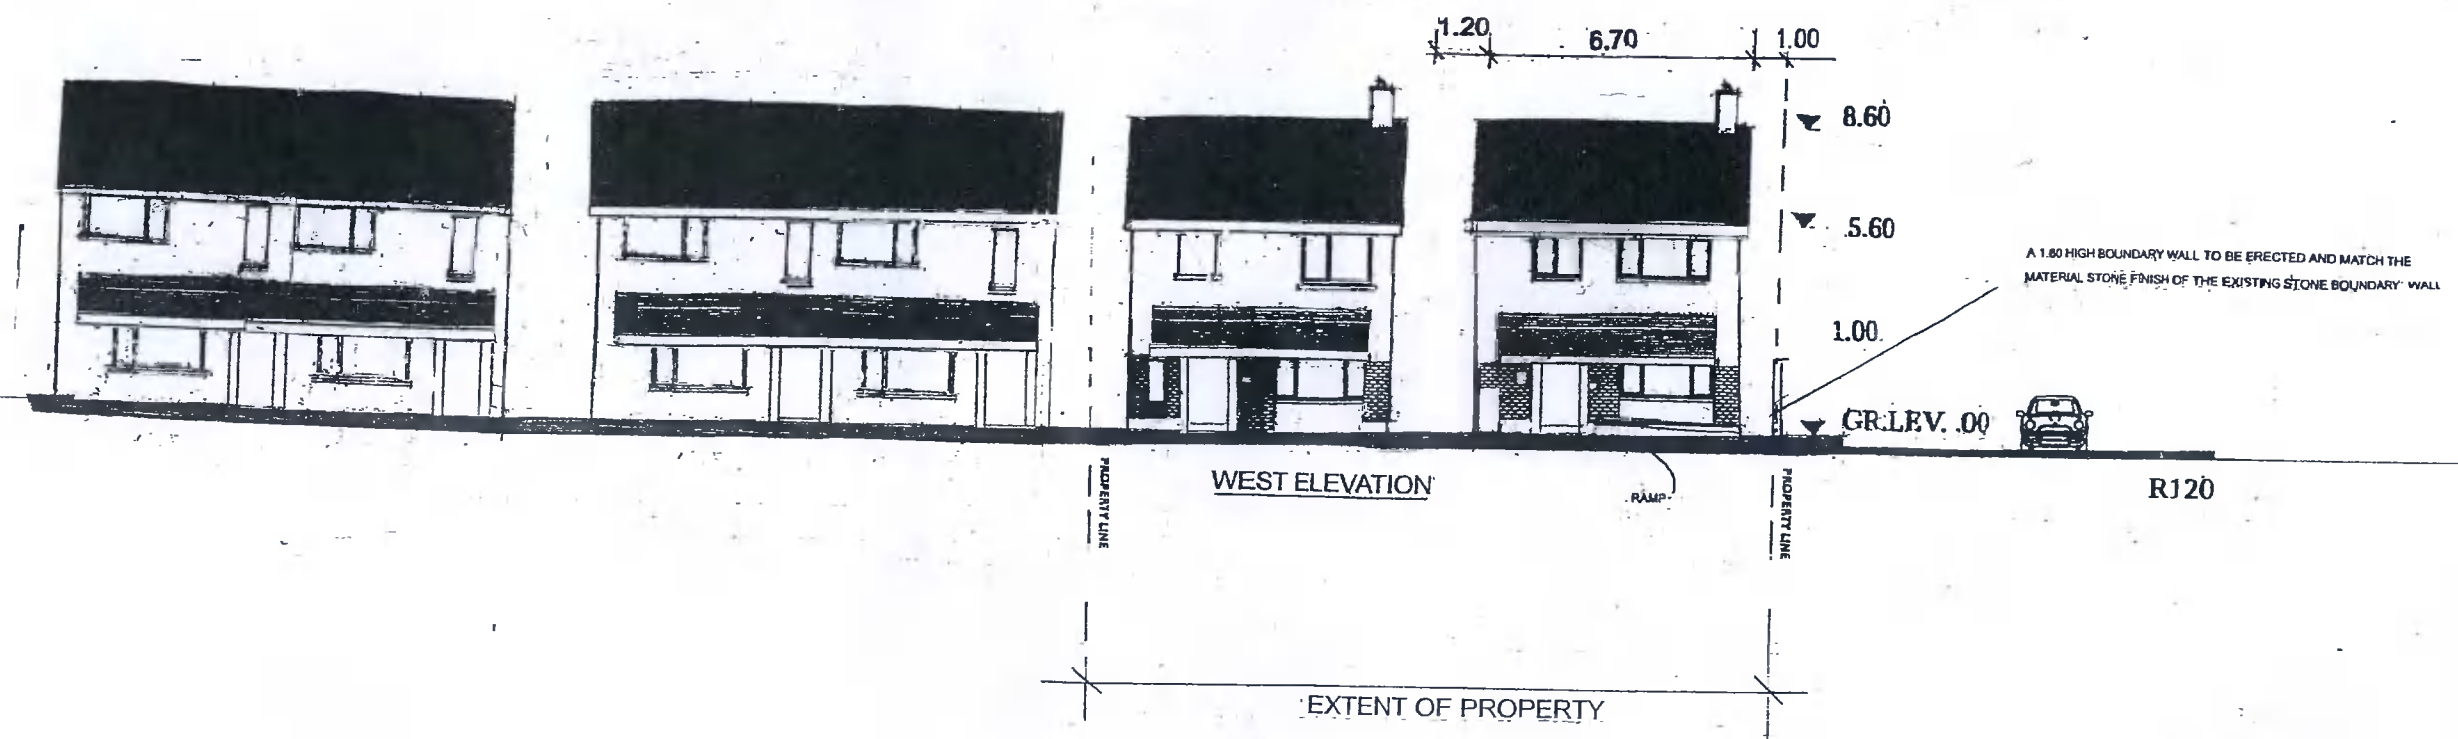 1.20
6.70
1.00
8.60
5.60
A 1.80 HIGH BOUNDARY WALL TO BE ERECTED AND MATCH THE
MATERIAL STONE FINISH OF THE EXISTING STONE BOUNDARY WALL
1.00
GR.LEV. .00
R120
WEST ELEVATION
RAMP
PROPERTY LINE
PROPERTY LINE
EXTENT OF PROPERTY